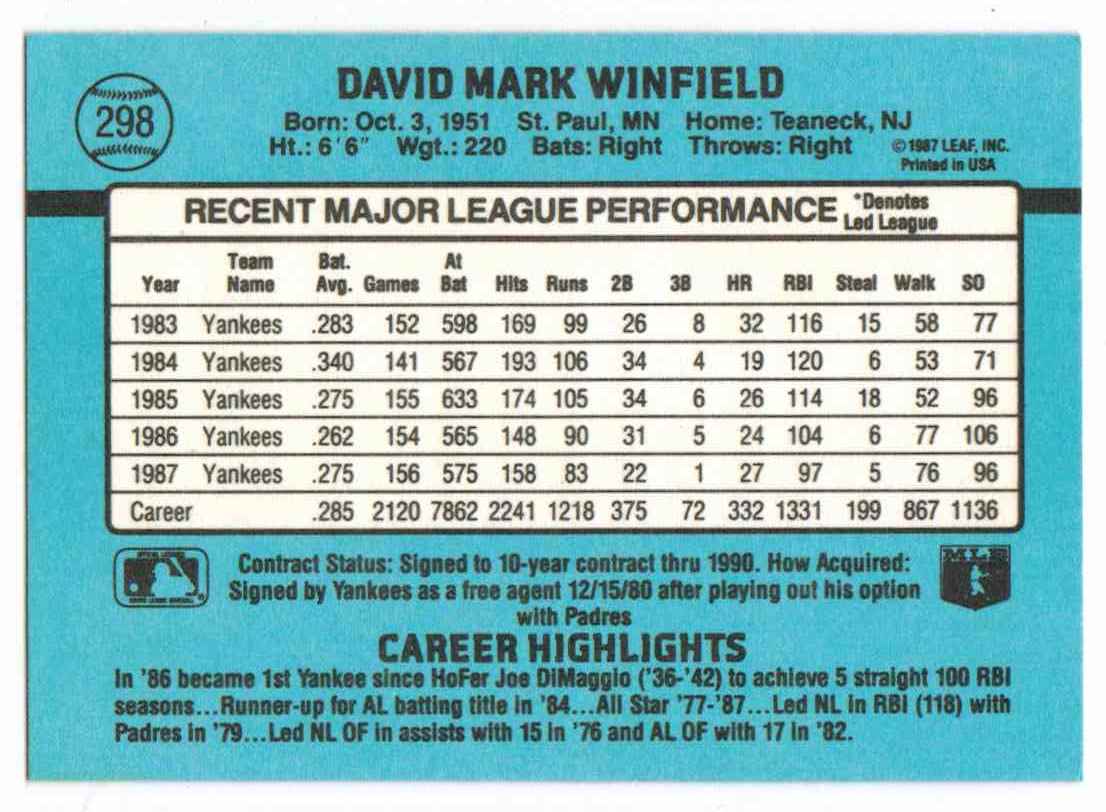 298
DAVID MARK WINFIELD
Born: Oct. 3, 1951 St. Paul, MN Home: Teaneck, NJ
Ht.: 6'6" Wgt.: 220 Bats: Right Throws: Right
© 1987 LEAF, INC.
Printed in USA
RECENT MAJOR LEAGUE PERFORMANCE
*Denotes
Led League
Year Team Name Bat. Avg. Games At Bat Hits Runs 2B 3B HR RBI Steal Walk SO
1983 Yankees .283 152 598 169 99 26 8 32 116 15 58 77
1984 Yankees .340 141 567 193 106 34 4 19 120 6 53 71
1985 Yankees .275 155 633 174 105 34 6 26 114 18 52 96
1986 Yankees .262 154 565 148 90 31 5 24 104 6 77 106
1987 Yankees .275 156 575 158 83 22 1 27 97 5 76 96
Career .285 2120 7862 2241 1218 375 72 332 1331 199 867 1136
Contract Status: Signed to 10-year contract thru 1990. How Acquired:
Signed by Yankees as a free agent 12/15/80 after playing out his option
with Padres
MLB
CAREER HIGHLIGHTS
In '86 became 1st Yankee since HoFer Joe DiMaggio ('36-'42) to achieve 5 straight 100 RBI
seasons...Runner-up for AL batting title in '84...All Star '77-'87...Led NL in RBI (118) with
Padres in '79...Led NL OF in assists with 15 in '76 and AL OF with 17 in '82.